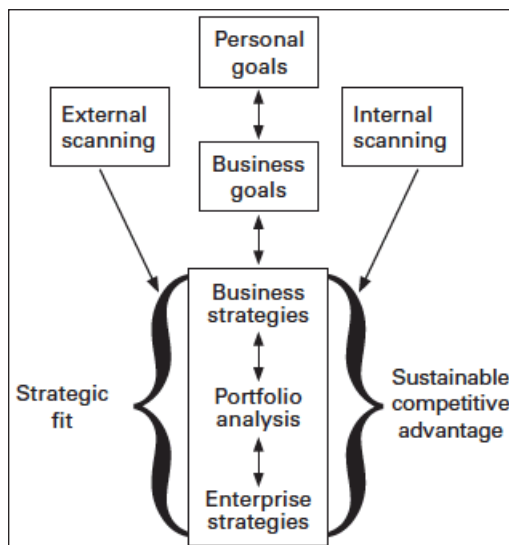 Personal
goals
External
scanning
Internal
scanning
Business
goals
Business
strategies
Strategic
fit
Portfolio
analysis
Sustainable
competitive
advantage
Enterprise
strategies